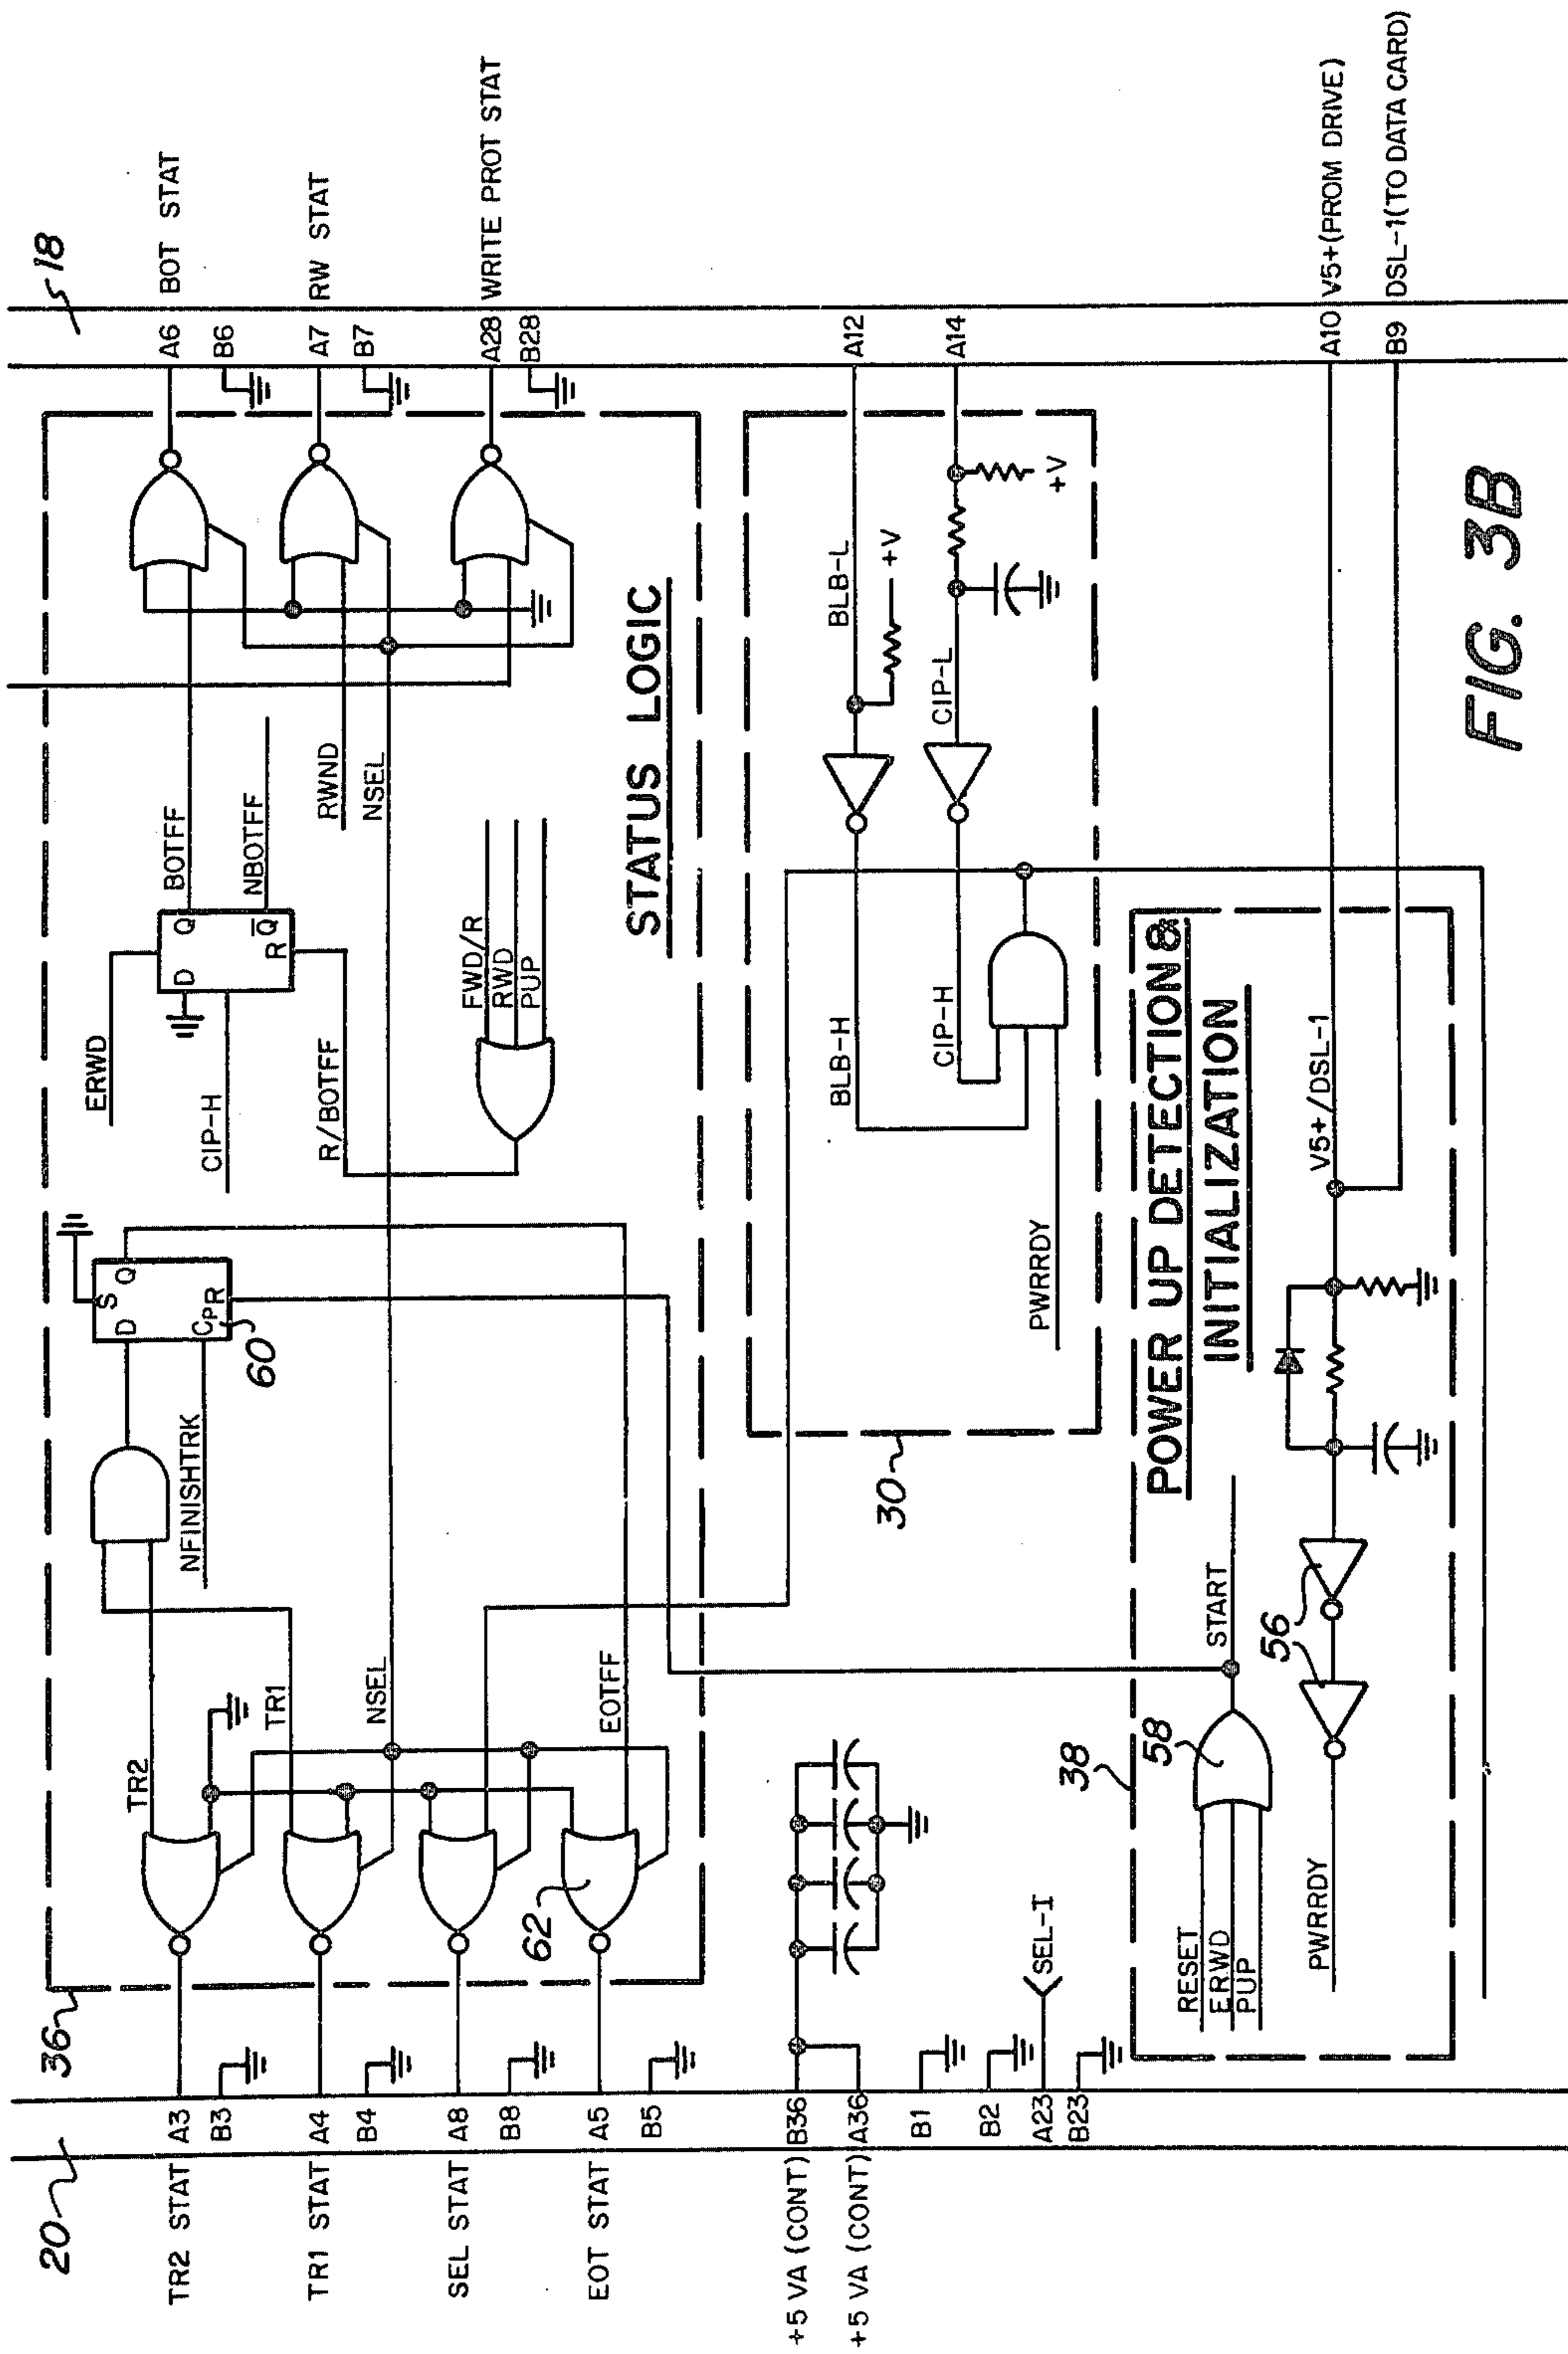 18
BOT STAT
A6
B6
RW STAT
A7
B7
WRITE PROT STAT
A28
B28
A12
A14
A10 V5+(PROM DRIVE)
B9 DSL-1(TO DATA CARD)
BOTFF
NBOTFF
RWND
NSEL
ERWD
D Q
Q
R
CIP-H
R/BOTFF
FWD/R
RWD
PUP
STATUS LOGIC
S
D Q
CP R
60
NFINISHTRK
TR2
TR1
NSEL
EOTFF
62
36
20
TR2 STAT A3
B3
TR1 STAT A4
B4
SEL STAT A8
B8
EOT STAT A5
B5
+5 VA (CONT) B36
+5 VA (CONT) A36
B1
B2
A23
SEL-I
B23
BLB-L
+V
CIP-L
+V
BLB-H
CIP-H
PWRRDY
30
POWER UP DETECTION &
INITIALIZATION
V5+/DSL-1
38
58
START
56
RESET
ERWD
PUP
PWRRDY
FIG. 3B